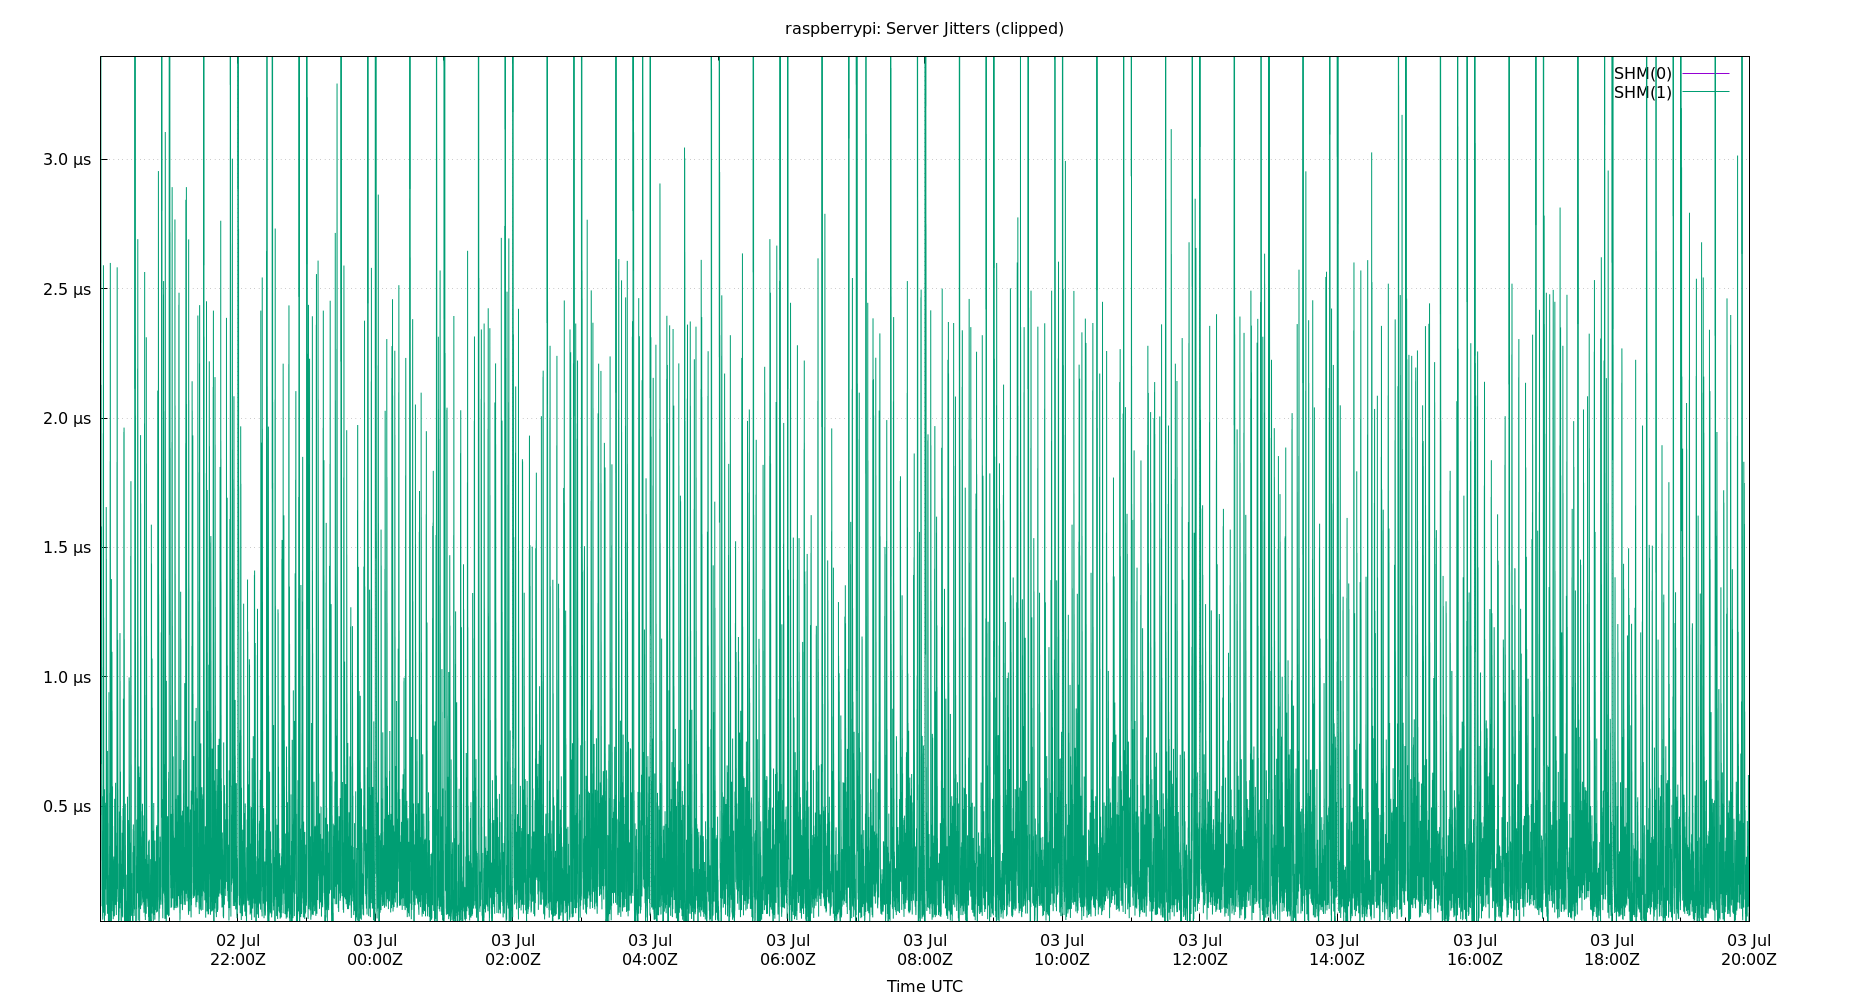 raspberrypi: Server Jitters (clipped)
SHM(0)
SHM(1)
3.0 µs
2.5 µs
2.0 µs
1.5 µs
1.0 µs
0.5 µs
02 Jul 03 Jul 03 Jul 03 Jul 03 Jul 03 Jul 03 Jul 03 Jul 03 Jul 03 Jul 03 Jul 03 Jul
22:00Z 00:00Z 02:00Z 04:00Z 06:00Z 08:00Z 10:00Z 12:00Z 14:00Z 16:00Z 18:00Z 20:00Z
Time UTC